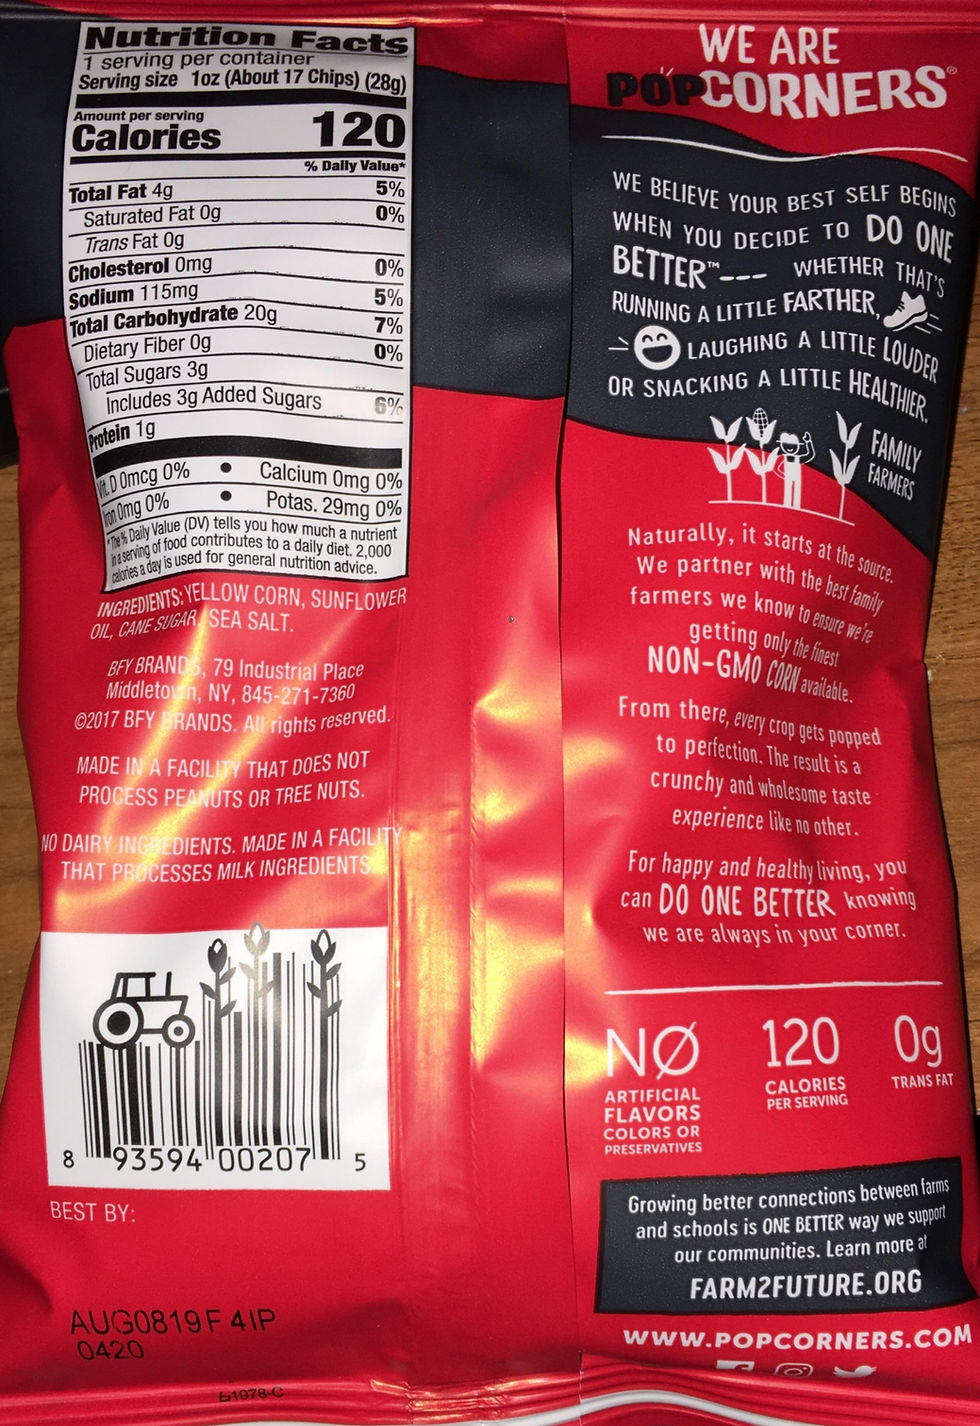 Nutrition Facts
1 serving per container
Serving size 1oz (About 17 Chips) (28g)
Amount per serving
Calories 120
% Daily Value*
Total Fat 4g 5%
Saturated Fat 0g 0%
Trans Fat 0g
Cholesterol 0mg 0%
Sodium 115mg 5%
Total Carbohydrate 20g 7%
Dietary Fiber 0g 0%
Total Sugars 3g
Includes 3g Added Sugars 6%
Protein 1g
Vit. D 0mcg 0% • Calcium 0mg 0%
Iron 0mg 0% • Potas. 29mg 0%
*The % Daily Value (DV) tells you how much a nutrient
in a serving of food contributes to a daily diet. 2,000
calories a day is used for general nutrition advice.
INGREDIENTS: YELLOW CORN, SUNFLOWER
OIL, CANE SUGAR, SEA SALT.
BFY BRANDS, 79 Industrial Place
Middletown, NY, 845-271-7360
©2017 BFY BRANDS. All rights reserved.
MADE IN A FACILITY THAT DOES NOT
PROCESS PEANUTS OR TREE NUTS.
NO DAIRY INGREDIENTS. MADE IN A FACILITY
THAT PROCESSES MILK INGREDIENTS.
8 93594 00207 5
BEST BY:
AUG0819F 41P
0420
61978-C
WE ARE
POPCORNERS®
WE BELIEVE YOUR BEST SELF BEGINS
WHEN YOU DECIDE TO DO ONE
BETTER™--- WHETHER THAT'S
RUNNING A LITTLE FARTHER,
LAUGHING A LITTLE LOUDER
OR SNACKING A LITTLE HEALTHIER.
FAMILY
FARMERS
Naturally, it starts at the source.
We partner with the best family
farmers we know to ensure we're
getting only the finest
NON-GMO CORN available.
From there, every crop gets popped
to perfection. The result is a
crunchy and wholesome taste
experience like no other.
For happy and healthy living, you
can DO ONE BETTER knowing
we are always in your corner.
NØ
ARTIFICIAL
FLAVORS
COLORS OR
PRESERVATIVES
120
CALORIES
PER SERVING
0g
TRANS FAT
Growing better connections between farms
and schools is ONE BETTER way we support
our communities. Learn more at
FARM2FUTURE.ORG
WWW.POPCORNERS.COM